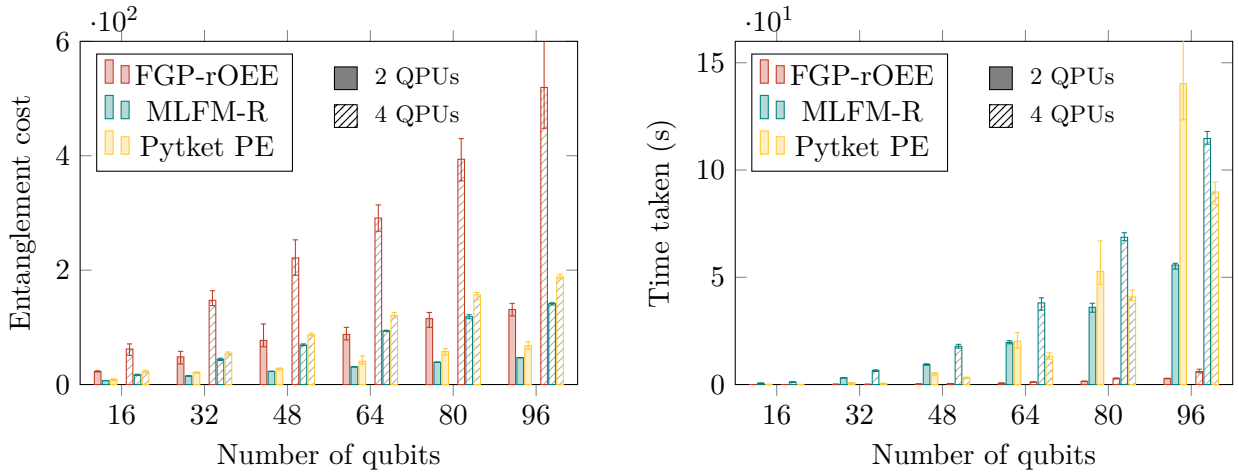 ·10²
6
4
2
0
Entanglement cost
FGP-rOEE
MLFM-R
Pytket PE
2 QPUs
4 QPUs
16 32 48 64 80 96
Number of qubits
·10¹
15
10
5
0
Time taken (s)
FGP-rOEE
MLFM-R
Pytket PE
2 QPUs
4 QPUs
16 32 48 64 80 96
Number of qubits